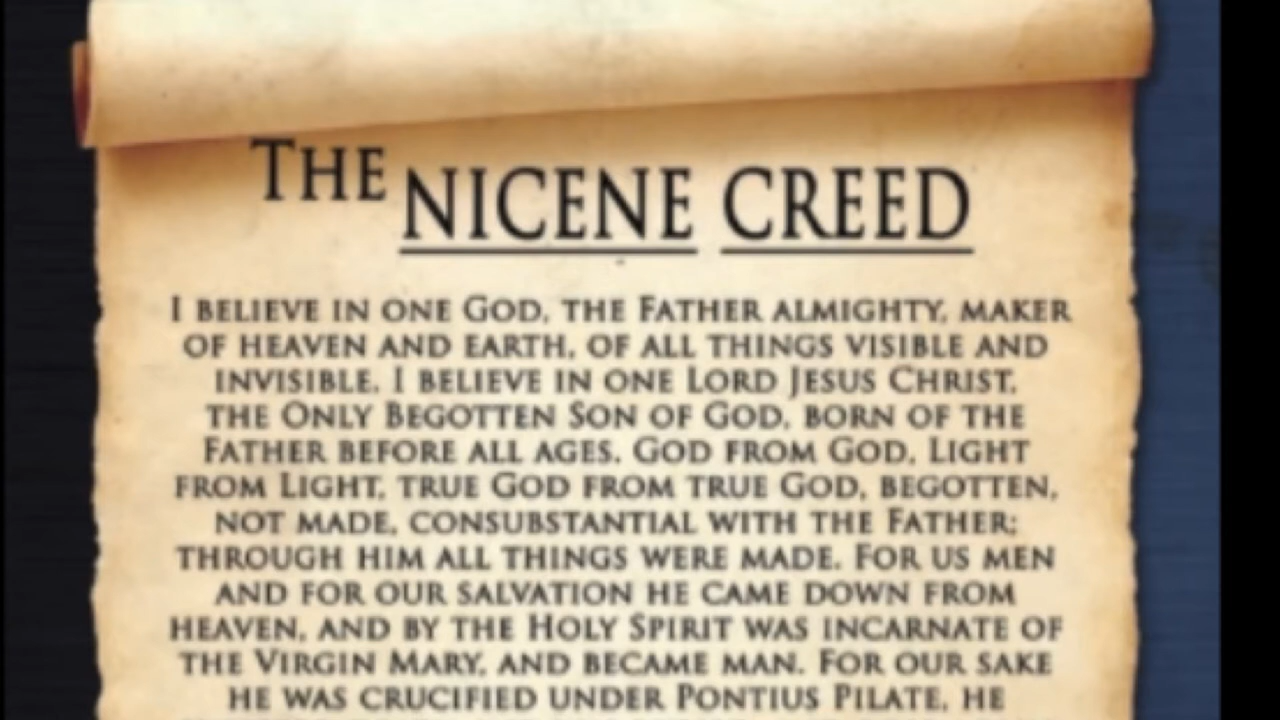 THE NICENE CREED
I BELIEVE IN ONE GOD, THE FATHER ALMIGHTY, MAKER
OF HEAVEN AND EARTH, OF ALL THINGS VISIBLE AND
INVISIBLE. I BELIEVE IN ONE LORD JESUS CHRIST,
THE ONLY BEGOTTEN SON OF GOD, BORN OF THE
FATHER BEFORE ALL AGES. GOD FROM GOD, LIGHT
FROM LIGHT, TRUE GOD FROM TRUE GOD, BEGOTTEN,
NOT MADE, CONSUBSTANTIAL WITH THE FATHER;
THROUGH HIM ALL THINGS WERE MADE. FOR US MEN
AND FOR OUR SALVATION HE CAME DOWN FROM
HEAVEN, AND BY THE HOLY SPIRIT WAS INCARNATE OF
THE VIRGIN MARY, AND BECAME MAN. FOR OUR SAKE
HE WAS CRUCIFIED UNDER PONTIUS PILATE, HE